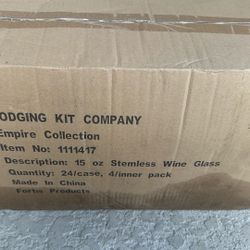 ODGING KIT COMPANY
Empire Collection
Item No: 1111417
Description: 15 oz Stemless Wine Glass
Quantity: 24/case, 4/inner pack
Made In China
Fortis Products